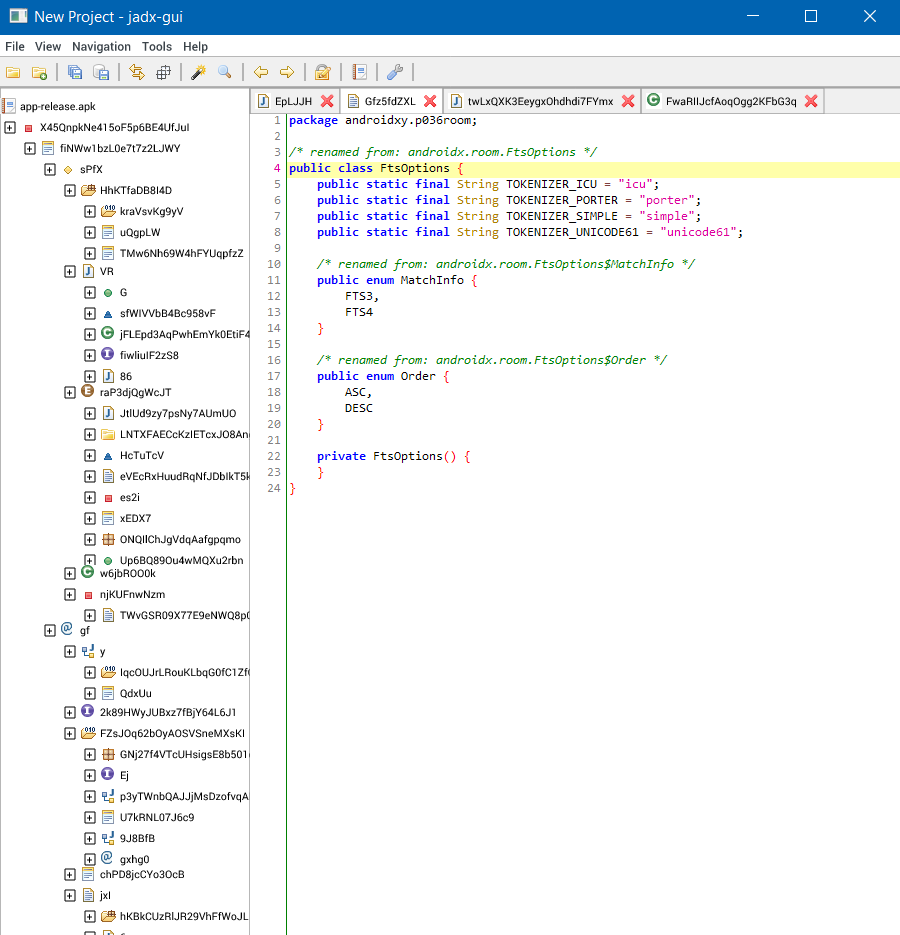 New Project - jadx-gui
File View Navigation Tools Help
app-release.apk
X45QnpkNe415oF5p6BE4UfJuI
fiNWw1bzL0e7t7z2LJWY
sPfX
HhKTfaDB8I4D
kraVsvKg9yV
uQgpLW
TMw6Nh69W4hFYUqpfzZ
VR
G
sfWIVVbB4Bc958vF
jFLEpd3AqPwhEmYk0EtiF4
fiwliuIF2zS8
86
raP3djQgWcJT
JtlUd9zy7psNy7AUmUO
LNTXFAECcKzIETcxJO8An
HcTuTcV
eVEcRxHuudRqNfJDbIkT5k
es2i
xEDX7
ONQIlChJgVdqAafgpqmo
Up6BQ89Ou4wMQXu2rbn
w6jbROO0k
njKUFnwNzm
TWvGSR09X77E9eNWQ8p0
gf
y
IqcOUJrLRouKLbqG0fC1Zf
QdxUu
2k89HWyJUBxz7fBjY64L6J1
FZsJOq62bOyAOSVSneMXsKI
GNj27f4VTcUHsigsE8b501
Ej
p3yTWnbQAJJjMsDzofvqA
U7kRNL07J6c9
9J8BfB
gxhg0
chPD8jcCYo3OcB
jxI
hKBkCUzRlJR29VhFfWoJL
EpLJJH Gfz5fdZXL twLxQXK3EeygxOhdhdi7FYmx FwaRIIJcfAoqOgg2KFbG3q
1 package androidxy.p036room;
2
3 /* renamed from: androidx.room.FtsOptions */
4 public class FtsOptions {
5 public static final String TOKENIZER_ICU = "icu";
6 public static final String TOKENIZER_PORTER = "porter";
7 public static final String TOKENIZER_SIMPLE = "simple";
8 public static final String TOKENIZER_UNICODE61 = "unicode61";
9
10 /* renamed from: androidx.room.FtsOptions$MatchInfo */
11 public enum MatchInfo {
12 FTS3,
13 FTS4
14 }
15
16 /* renamed from: androidx.room.FtsOptions$Order */
17 public enum Order {
18 ASC,
19 DESC
20 }
21
22 private FtsOptions() {
23 }
24 }